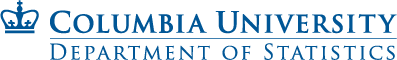 COLUMBIA UNIVERSITY
DEPARTMENT OF STATISTICS